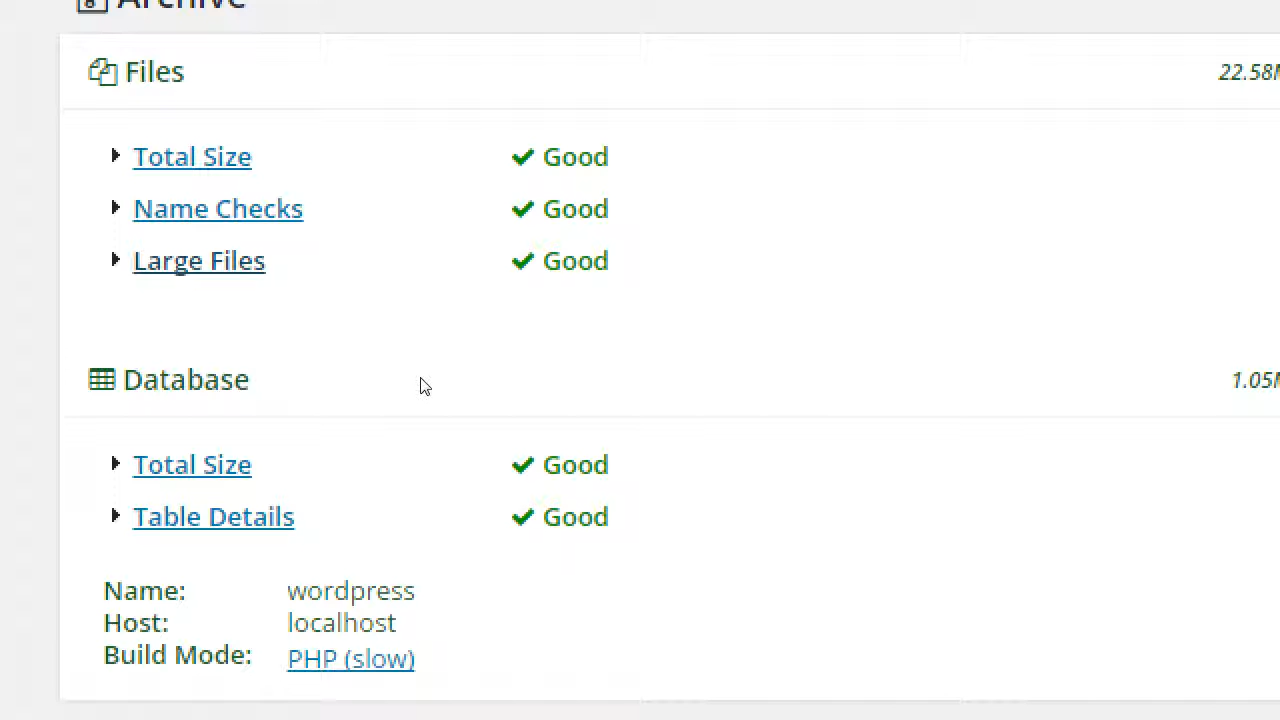 Archive
Files 22.58M
Total Size Good
Name Checks Good
Large Files Good
Database 1.05M
Total Size Good
Table Details Good
Name: wordpress
Host: localhost
Build Mode: PHP (slow)